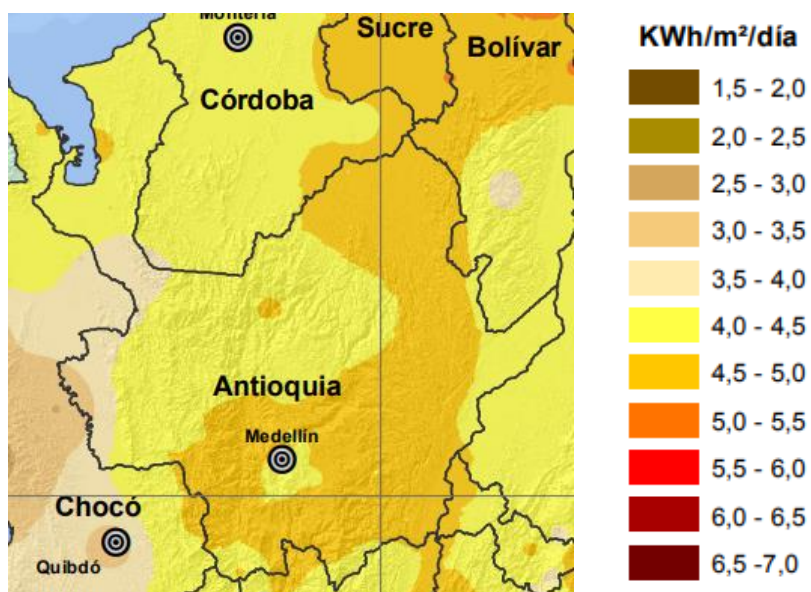 Montería
Sucre
Bolívar
Córdoba
Antioquia
Medellín
Chocó
Quibdó
KWh/m²/día
1,5 - 2,0
2,0 - 2,5
2,5 - 3,0
3,0 - 3,5
3,5 - 4,0
4,0 - 4,5
4,5 - 5,0
5,0 - 5,5
5,5 - 6,0
6,0 - 6,5
6,5 -7,0